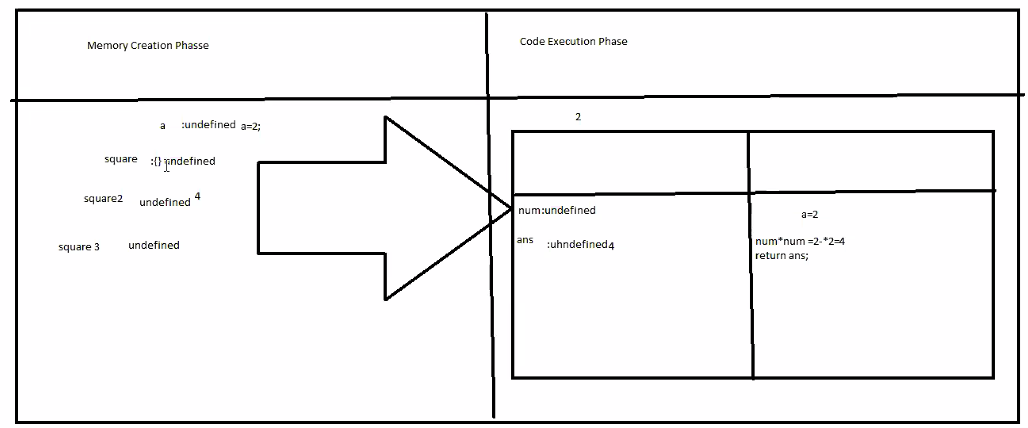 Memory Creation Phasse
Code Execution Phase
a :undefined a=2;
2
square :{} undefined
square2 undefined 4
square 3 undefined
num:undefined
a=2
ans :uhndefined4
num*num =2-*2=4
return ans;